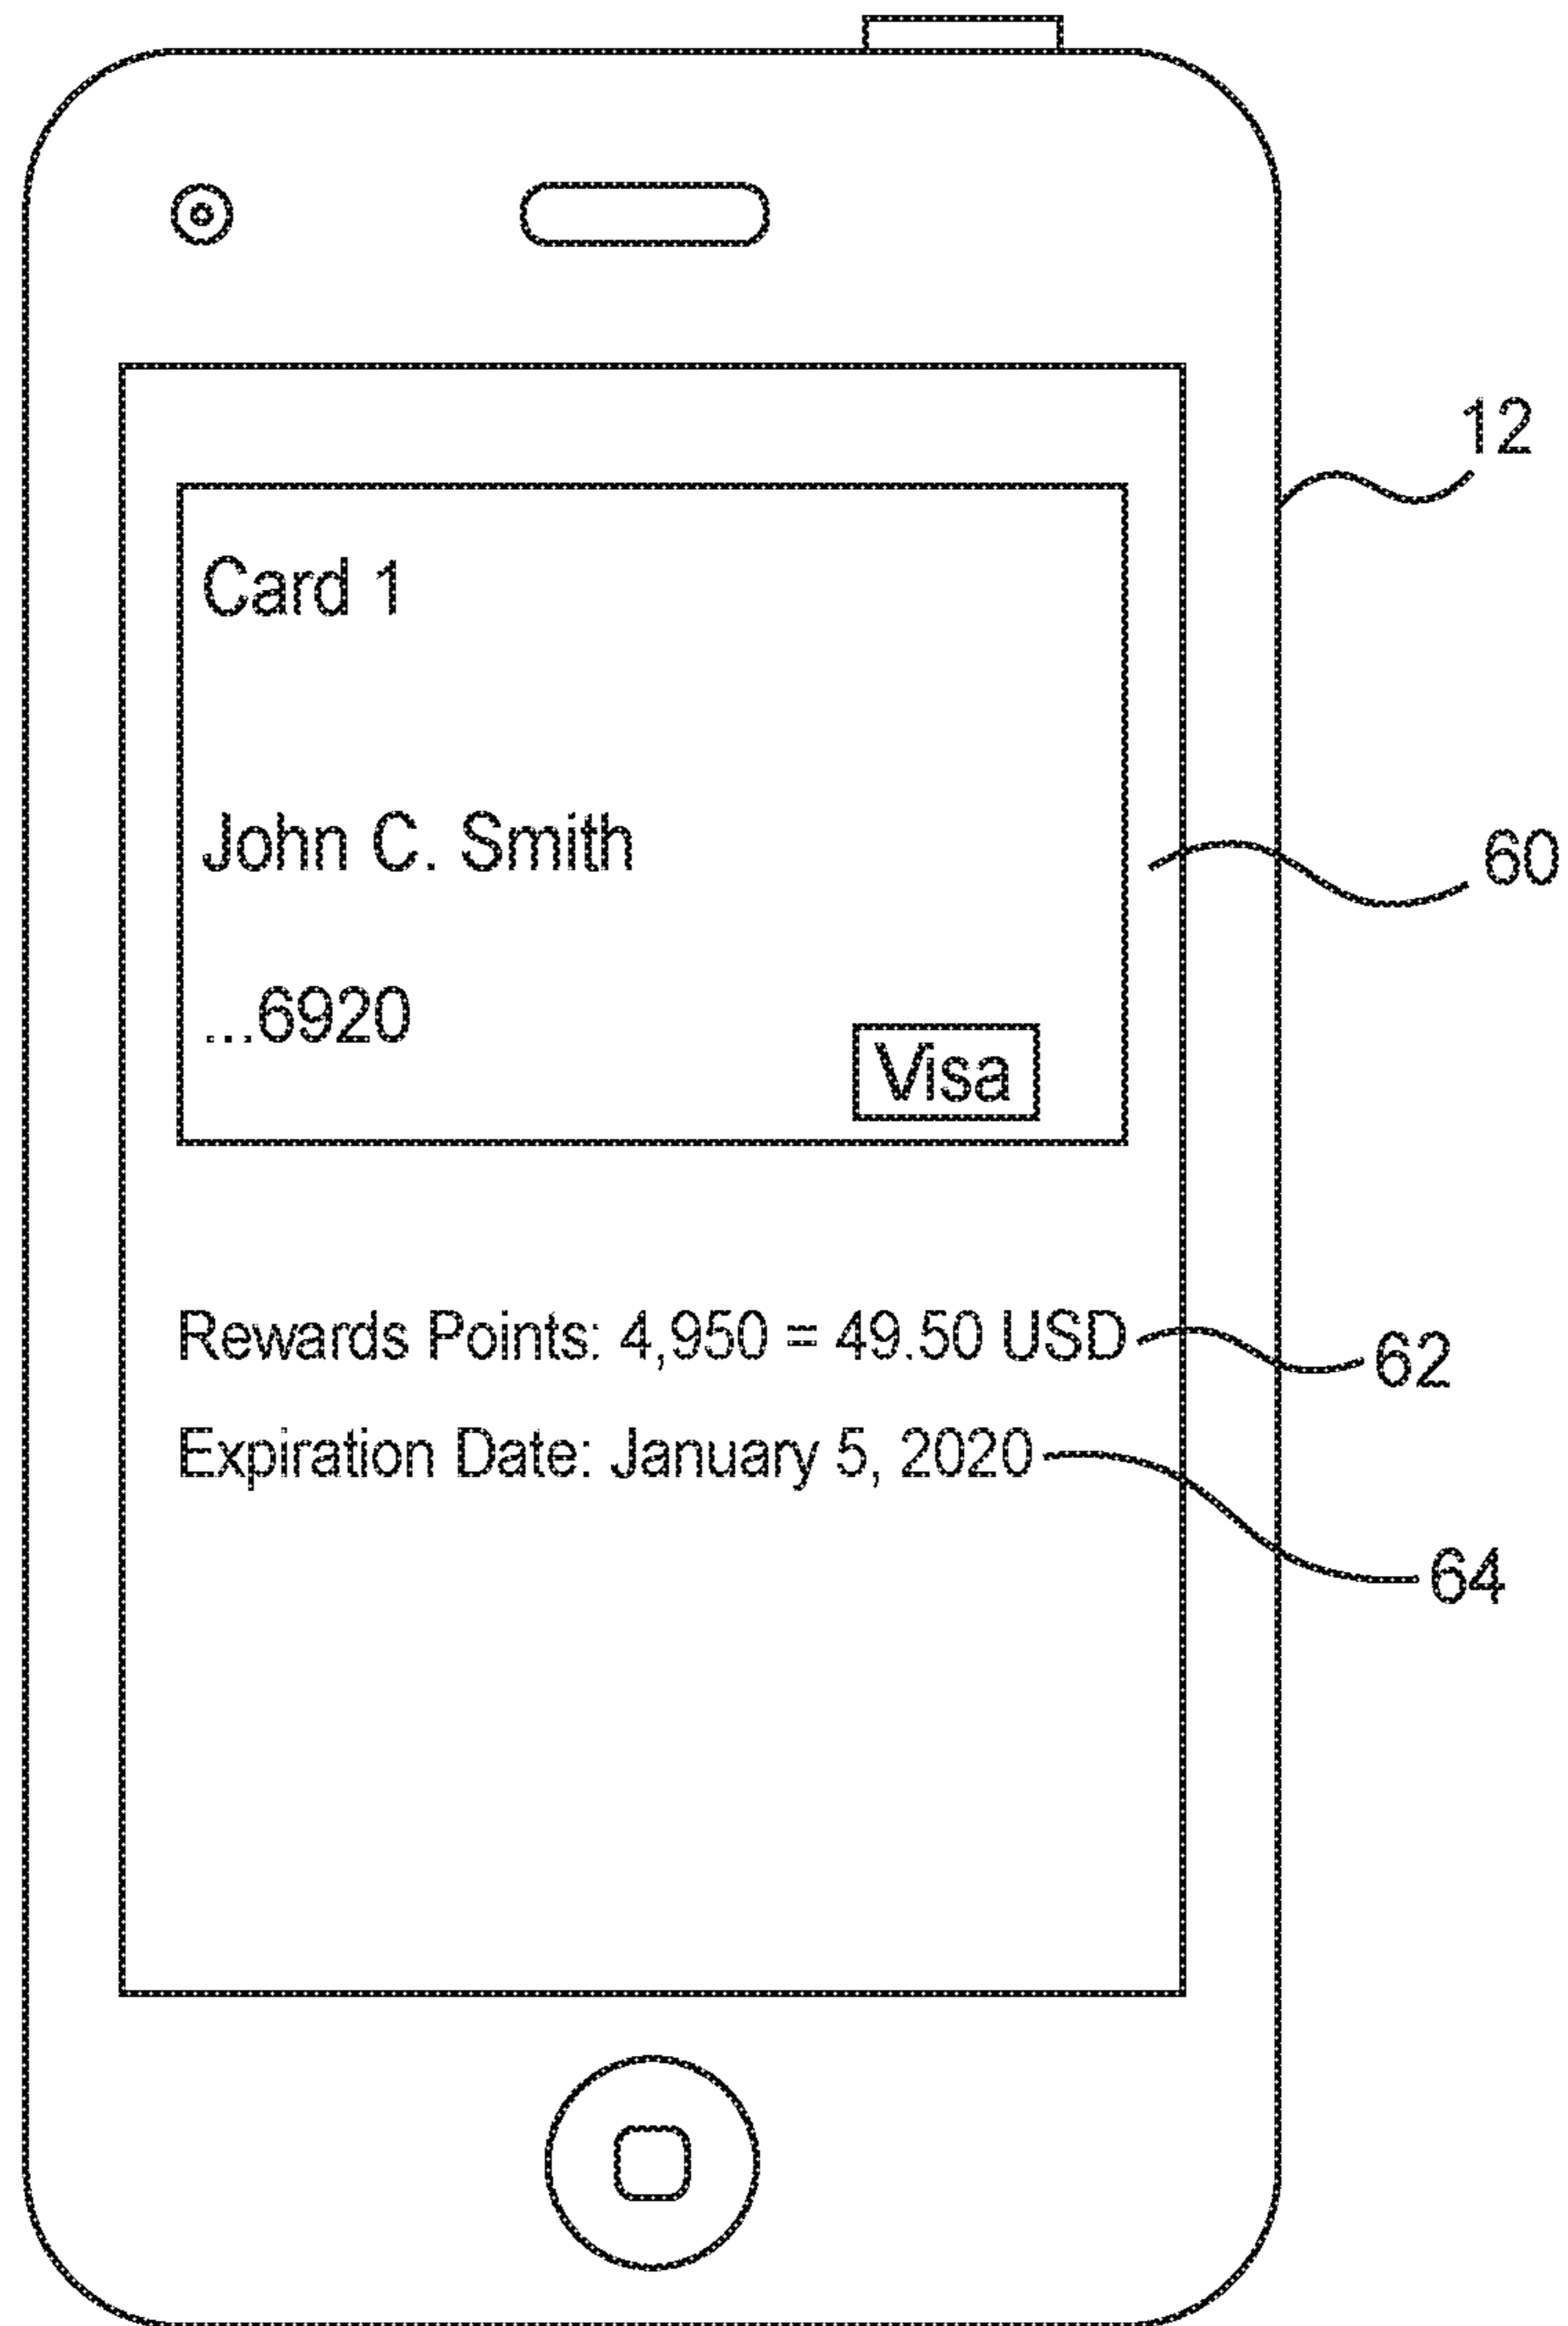 12
Card 1
John C. Smith
60
...6920
Visa
Rewards Points: 4,950 = 49.50 USD
62
Expiration Date: January 5, 2020
64